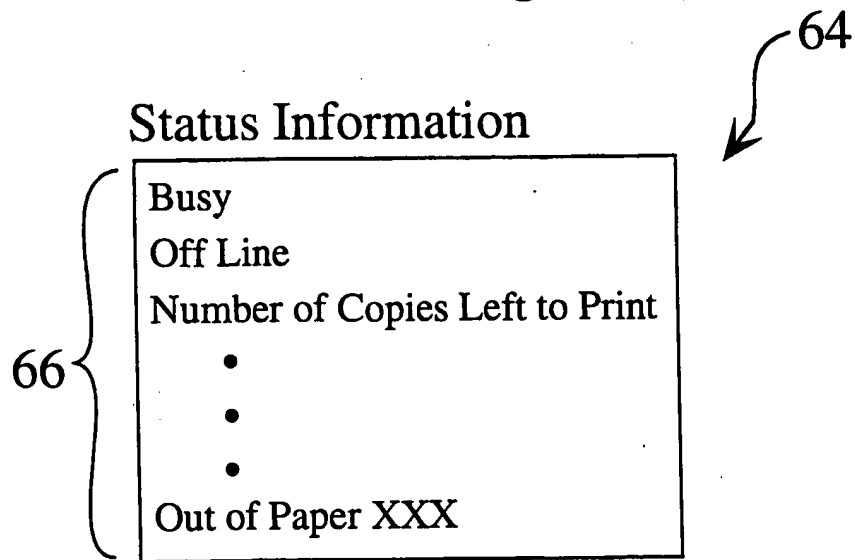 64
Status Information
Busy
Off Line
Number of Copies Left to Print
66
•
•
•
Out of Paper XXX